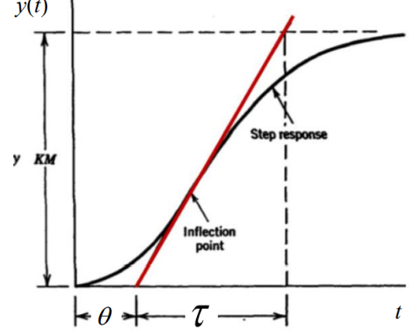 y(t)
y KM
Step response
Inflection
point
θ τ t